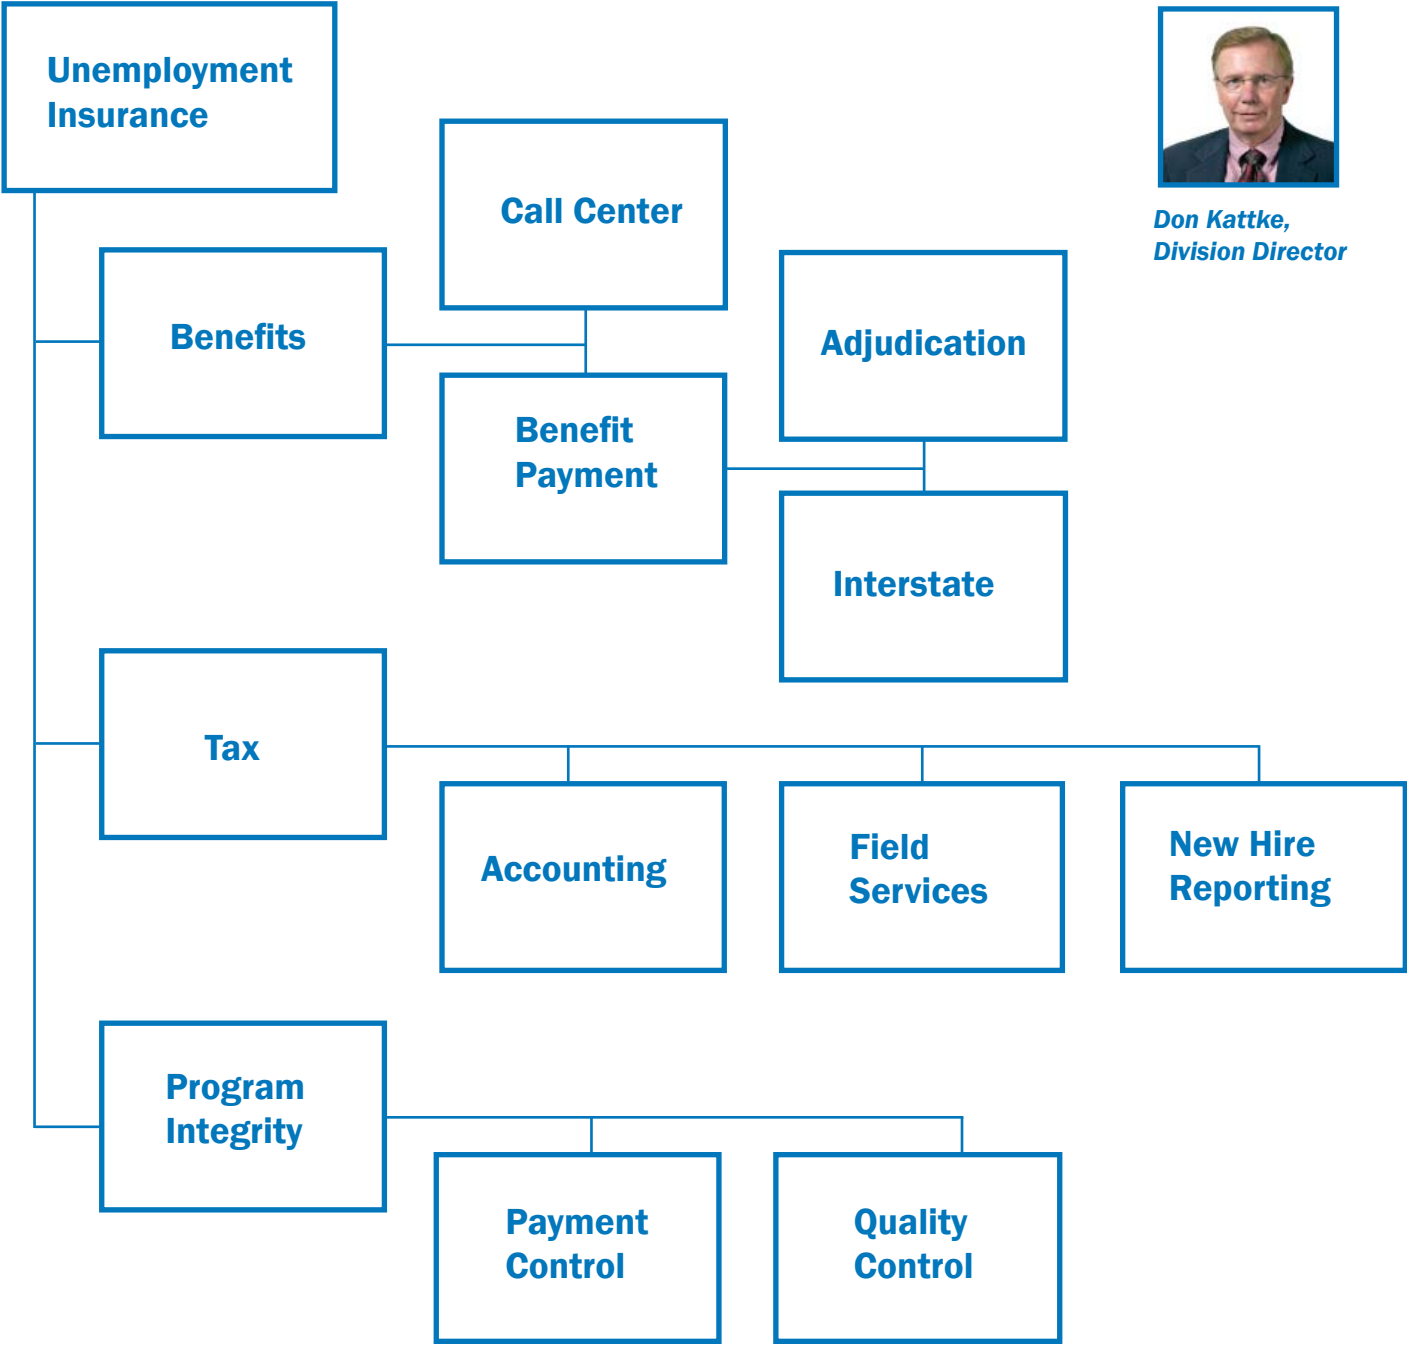 Unemployment
Insurance
Don Kattke,
Division Director
Call Center
Benefits
Adjudication
Benefit
Payment
Interstate
Tax
Accounting
Field
Services
New Hire
Reporting
Program
Integrity
Payment
Control
Quality
Control